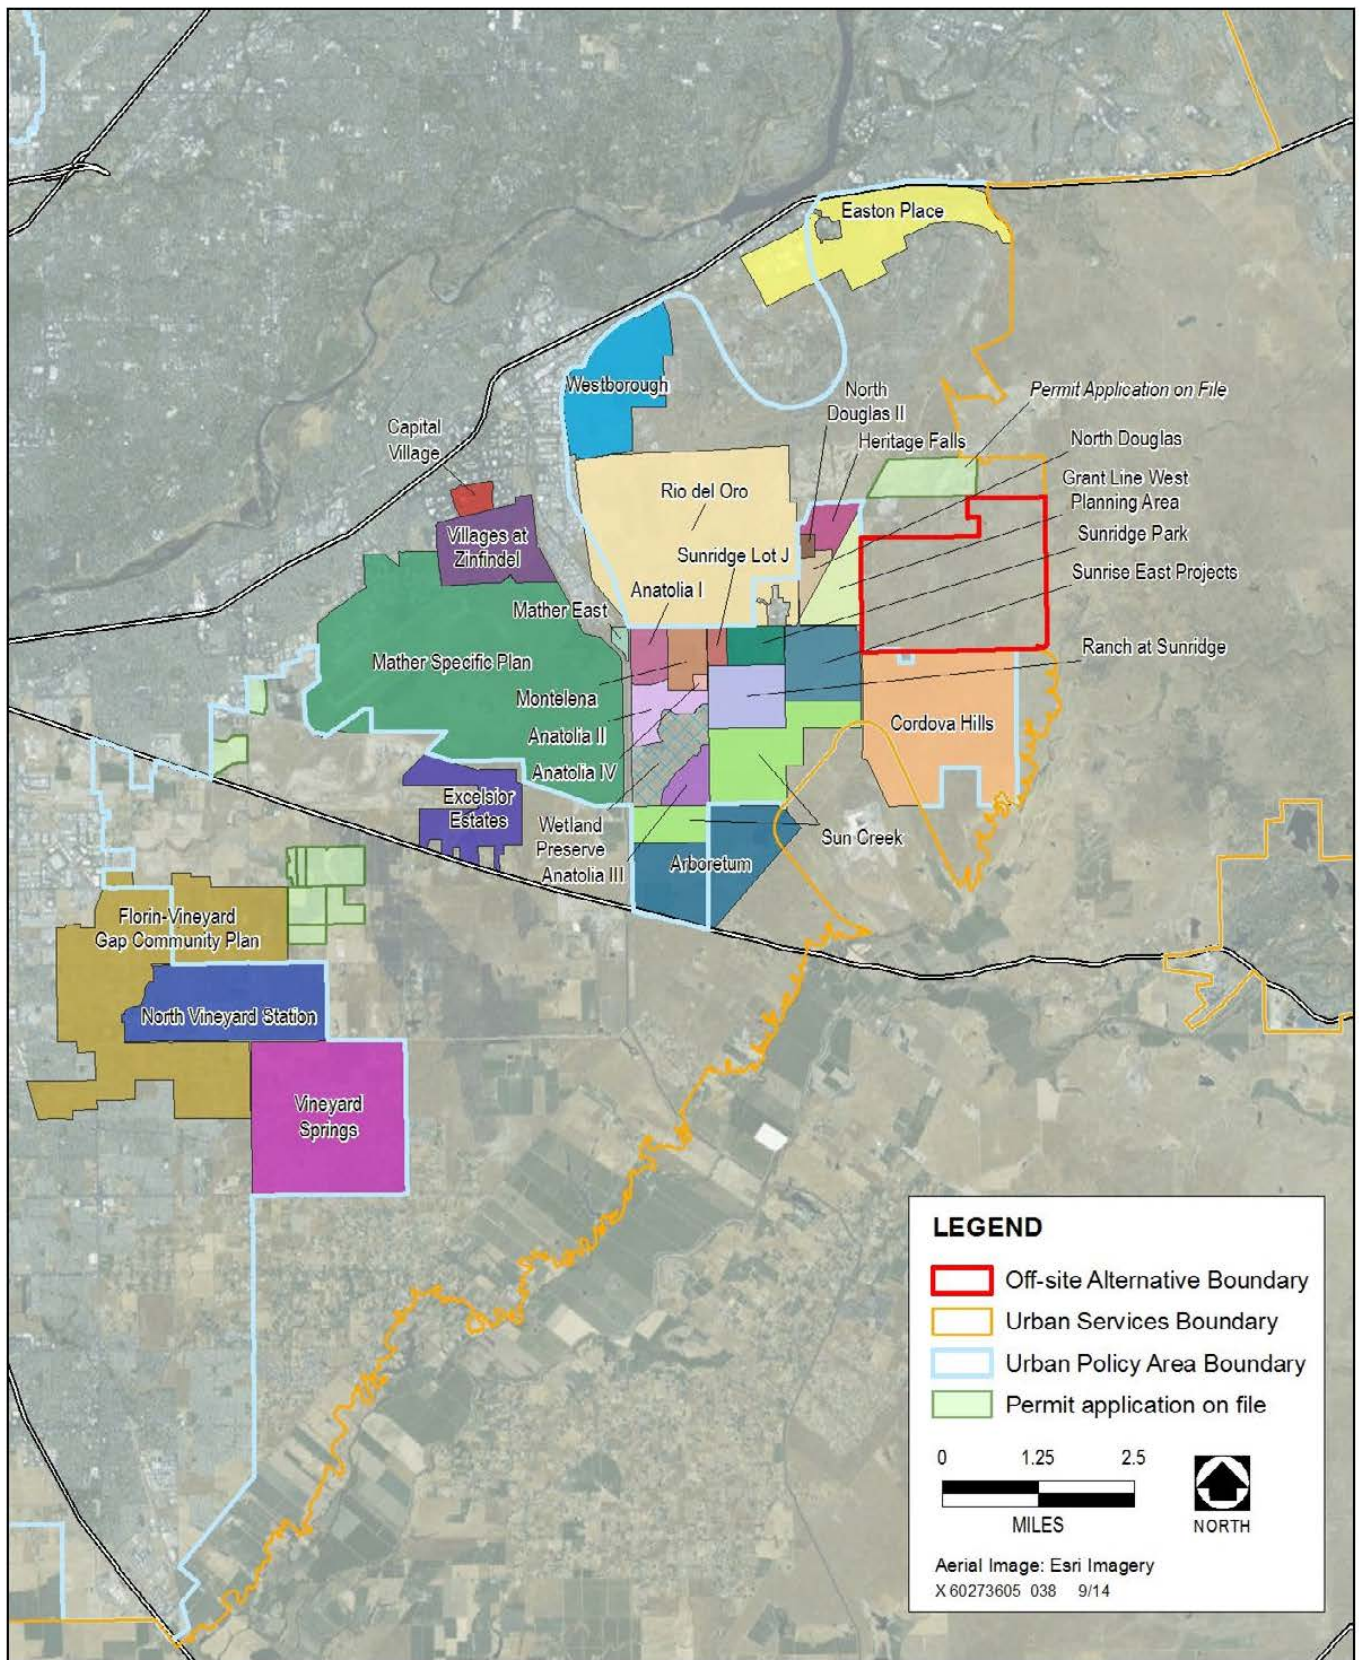 Easton Place
Westborough
North
Douglas II
Permit Application on File
Capital
Village
Heritage Falls
North Douglas
Grant Line West
Planning Area
Rio del Oro
Sunridge Park
Villages at
Zinfindel
Sunridge Lot J
Sunrise East Projects
Anatolia I
Mather East
Ranch at Sunridge
Mather Specific Plan
Montelena
Cordova Hills
Anatolia II
Anatolia IV
Excelsior
Estates
Wetland
Preserve
Sun Creek
Anatolia III
Arboretum
Florin-Vineyard
Gap Community Plan
North Vineyard Station
Vineyard
Springs
LEGEND
Off-site Alternative Boundary
Urban Services Boundary
Urban Policy Area Boundary
Permit application on file
0 1.25 2.5
MILES
NORTH
Aerial Image: Esri Imagery
X 60273605 038 9/14